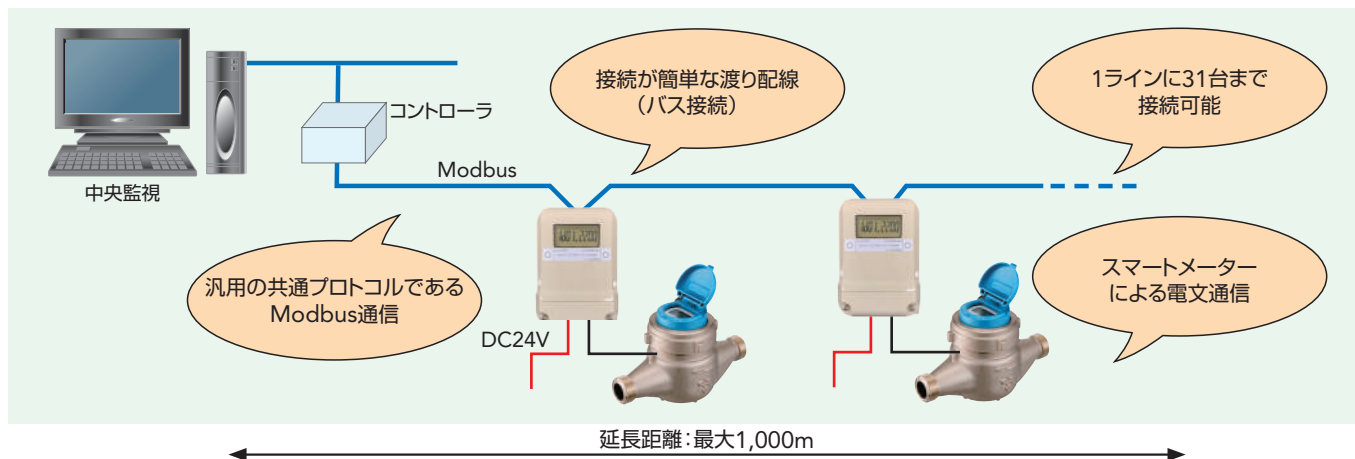 接続が簡単な渡り配線
（バス接続）
1ラインに31台まで
接続可能
コントローラ
Modbus
中央監視
汎用の共通プロトコルである
Modbus通信
スマートメーター
による電文通信
DC24V
延長距離：最大1,000m